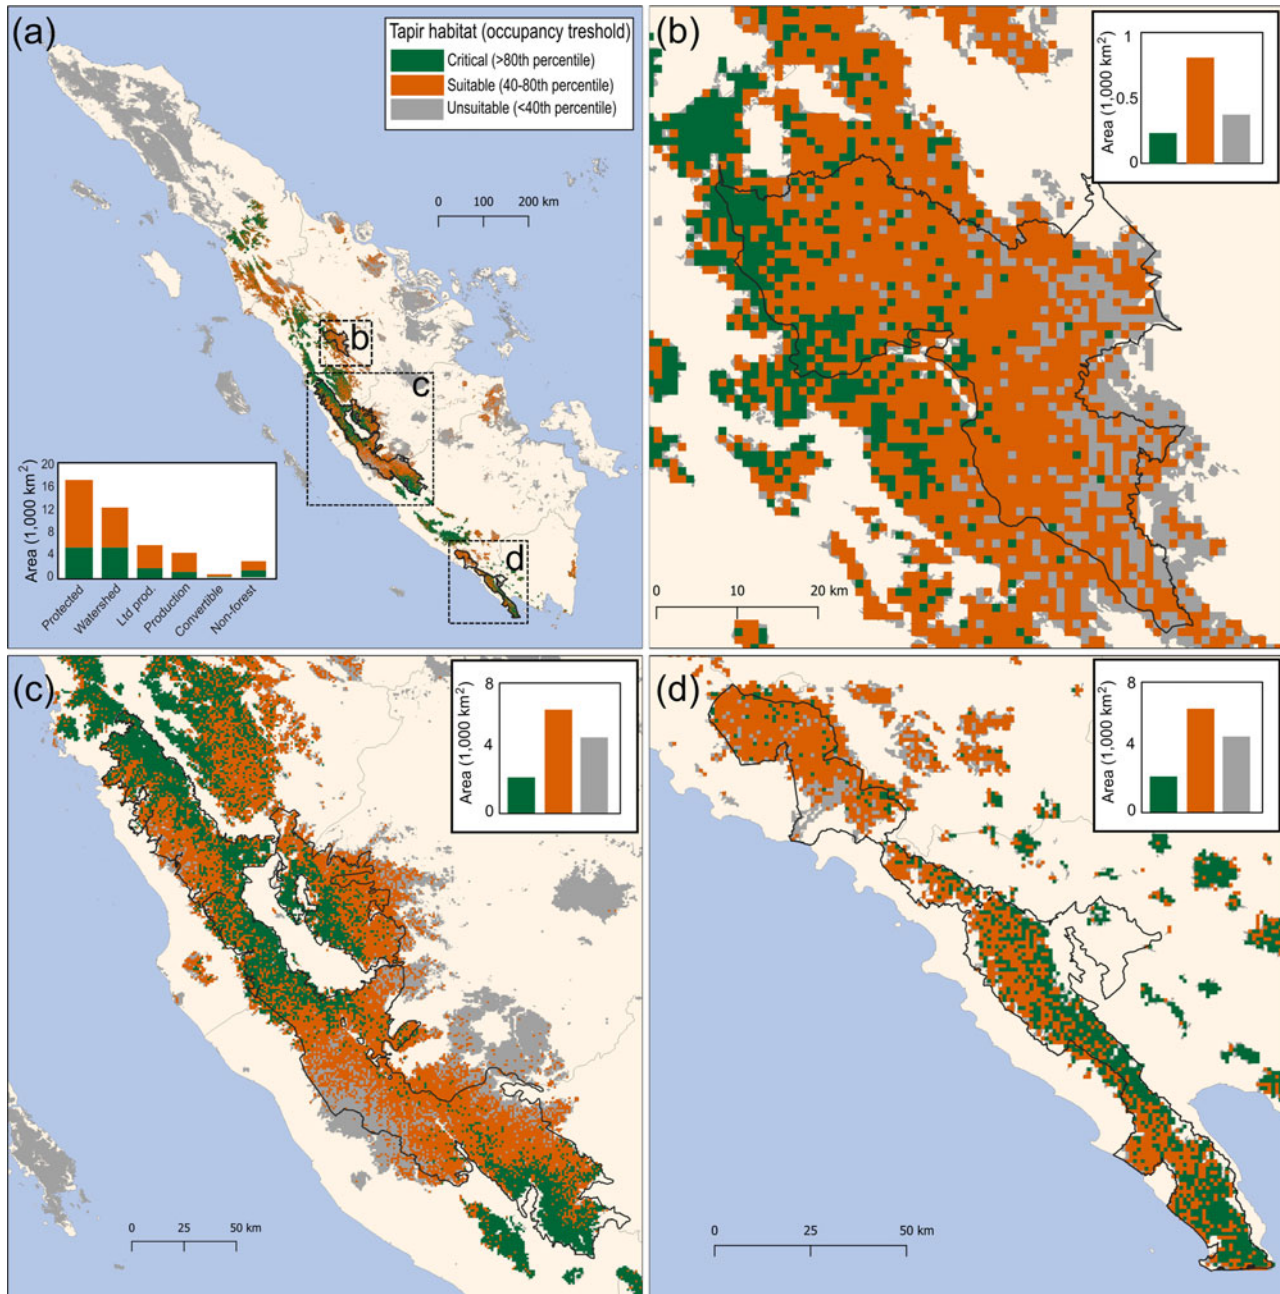 (a)
Tapir habitat (occupancy treshold)
Critical (>80th percentile)
Suitable (40-80th percentile)
Unsuitable (<40th percentile)
0 100 200 km
b
c
d
Area (1,000 km²)
20
16
12
8
4
0
Protected
Watershed
Ltd prod.
Production
Convertible
Non-forest
(b)
Area (1,000 km²)
1
0.5
0
0 10 20 km
(c)
Area (1,000 km²)
8
4
0
0 25 50 km
(d)
Area (1,000 km²)
8
4
0
0 25 50 km